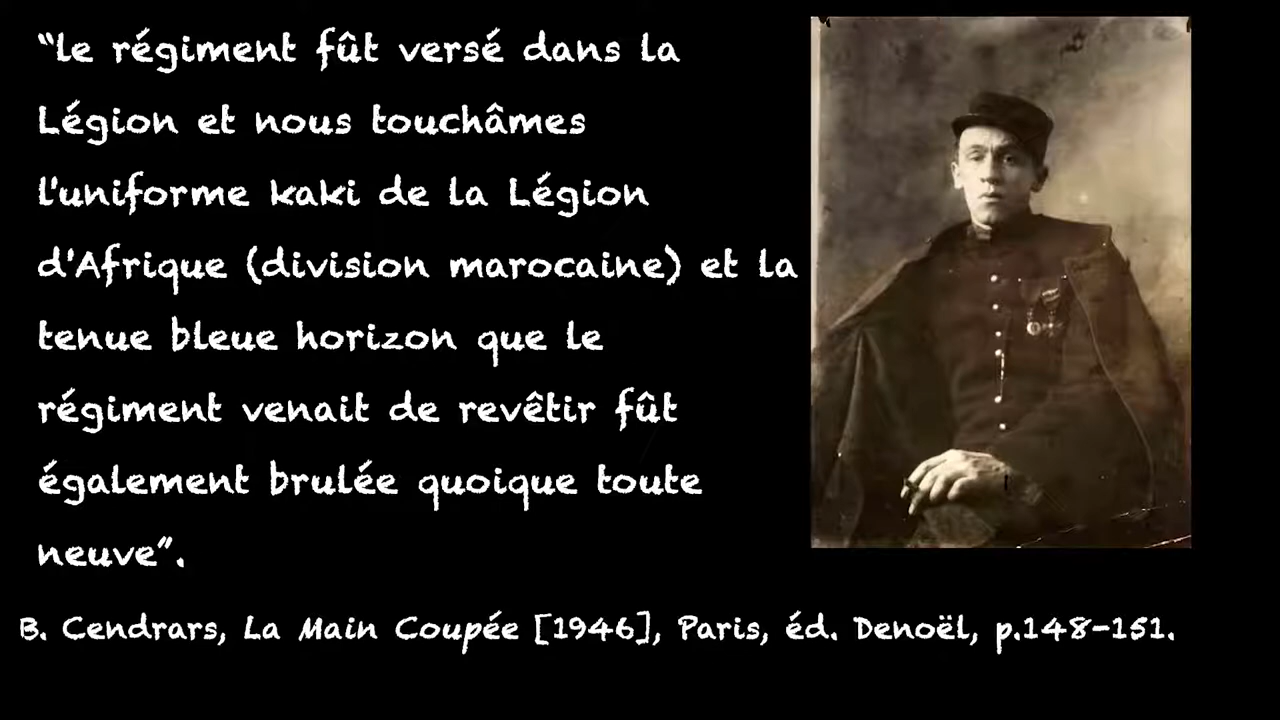 “le régiment fût versé dans la
Légion et nous touchâmes
l'uniforme kaki de la Légion
d'Afrique (division marocaine) et la
tenue bleue horizon que le
régiment venait de revêtir fût
également brulée quoique toute
neuve”.
B. Cendrars, La Main Coupée [1946], Paris, éd. Denoël, p.148-151.